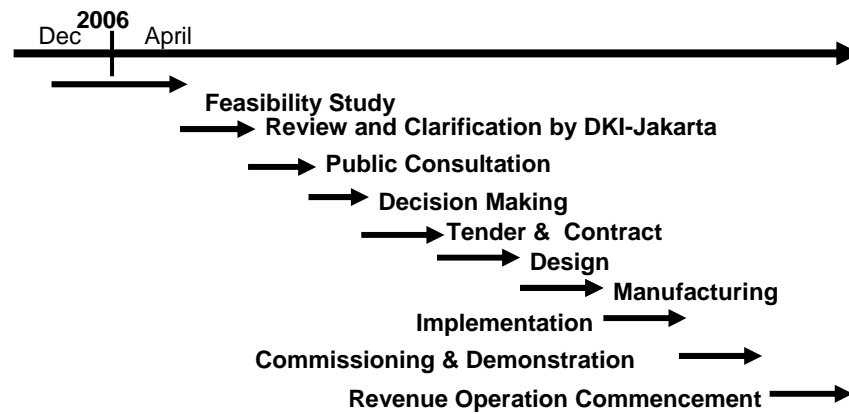 2006
Dec April
Feasibility Study
Review and Clarification by DKI-Jakarta
Public Consultation
Decision Making
Tender & Contract
Design
Manufacturing
Implementation
Commissioning & Demonstration
Revenue Operation Commencement